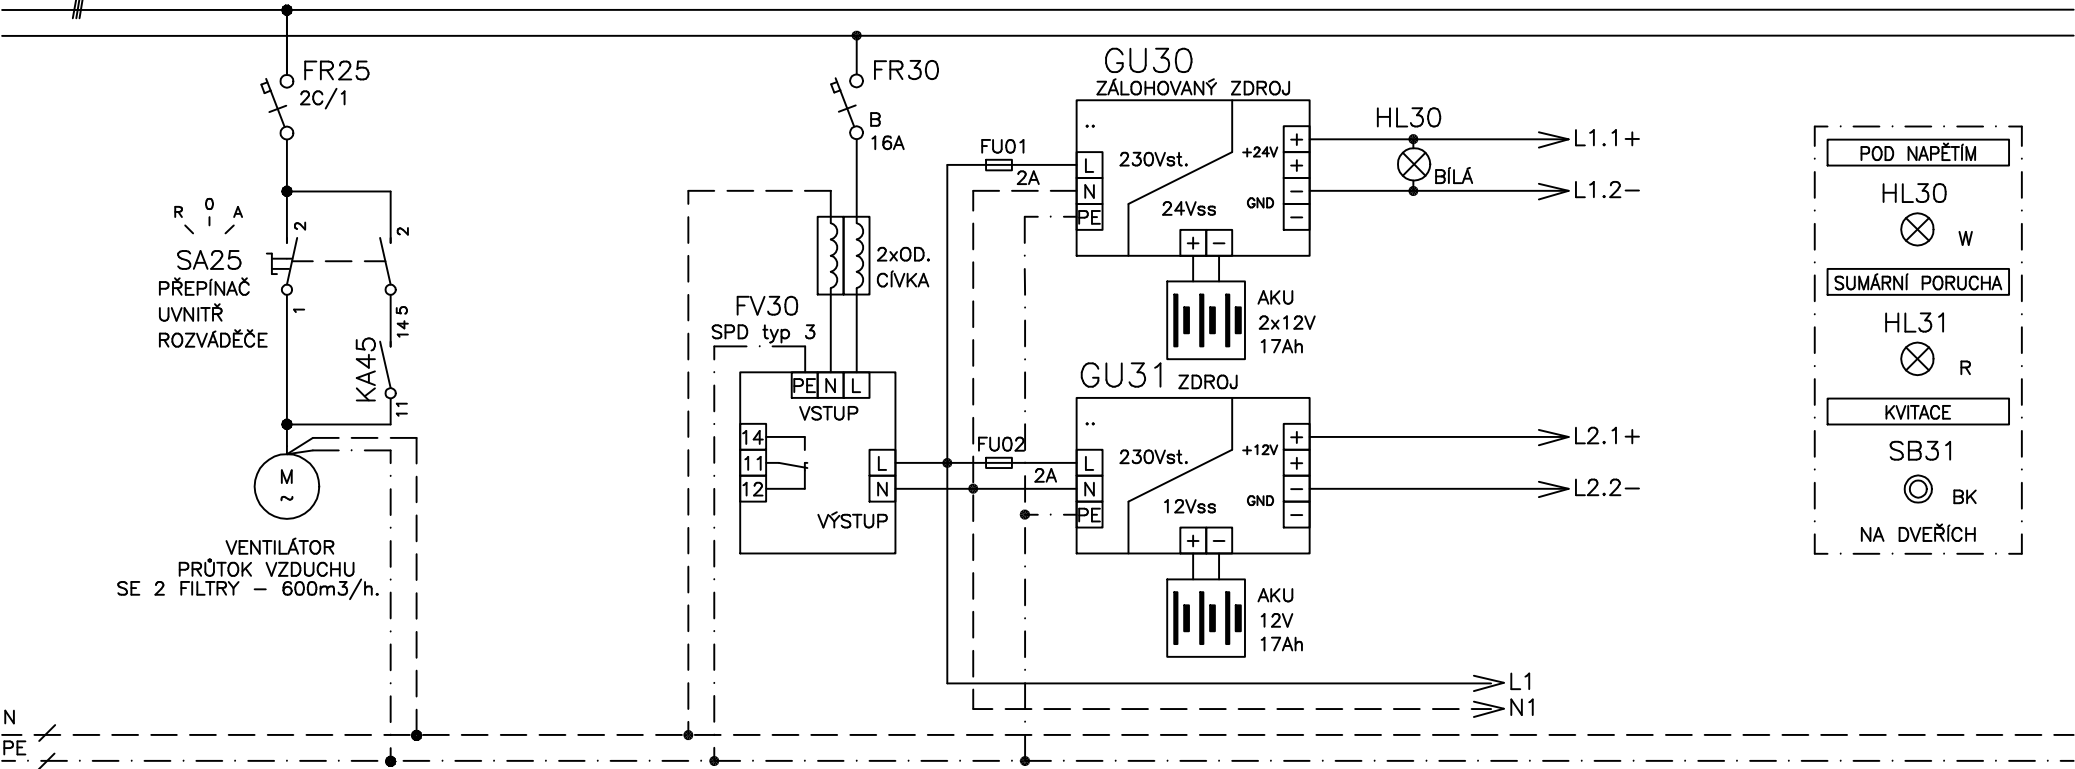 FR25
2C/1
R 0 A
2
2
SA25
PŘEPÍNAČ
UVNITŘ
ROZVÁDĚČE
1
5
14
KA45
11
M
~
VENTILÁTOR
PRŮTOK VZDUCHU
SE 2 FILTRY – 600m3/h.
N
PE
FR30
B
16A
2xOD.
CÍVKA
FV30
SPD typ 3
PE N L
VSTUP
14
11
12
L
N
VÝSTUP
GU30
ZÁLOHOVANÝ ZDROJ
FU01
2A
..
L
N
PE
230Vst.
24Vss
+24V
GND
+
+
–
–
+ –
AKU
2x12V
17Ah
HL30
BÍLÁ
L1.1+
L1.2–
GU31 ZDROJ
FU02
2A
..
L
N
PE
230Vst.
12Vss
+12V
GND
+
+
–
–
+ –
AKU
12V
17Ah
L2.1+
L2.2–
L1
N1
POD NAPĚTÍM
HL30
W
SUMÁRNÍ PORUCHA
HL31
R
KVITACE
SB31
BK
NA DVEŘÍCH